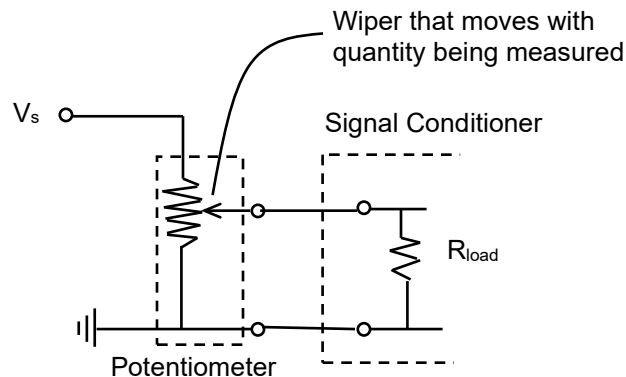 Wiper that moves with
quantity being measured
Vs
Signal Conditioner
Rload
Potentiometer